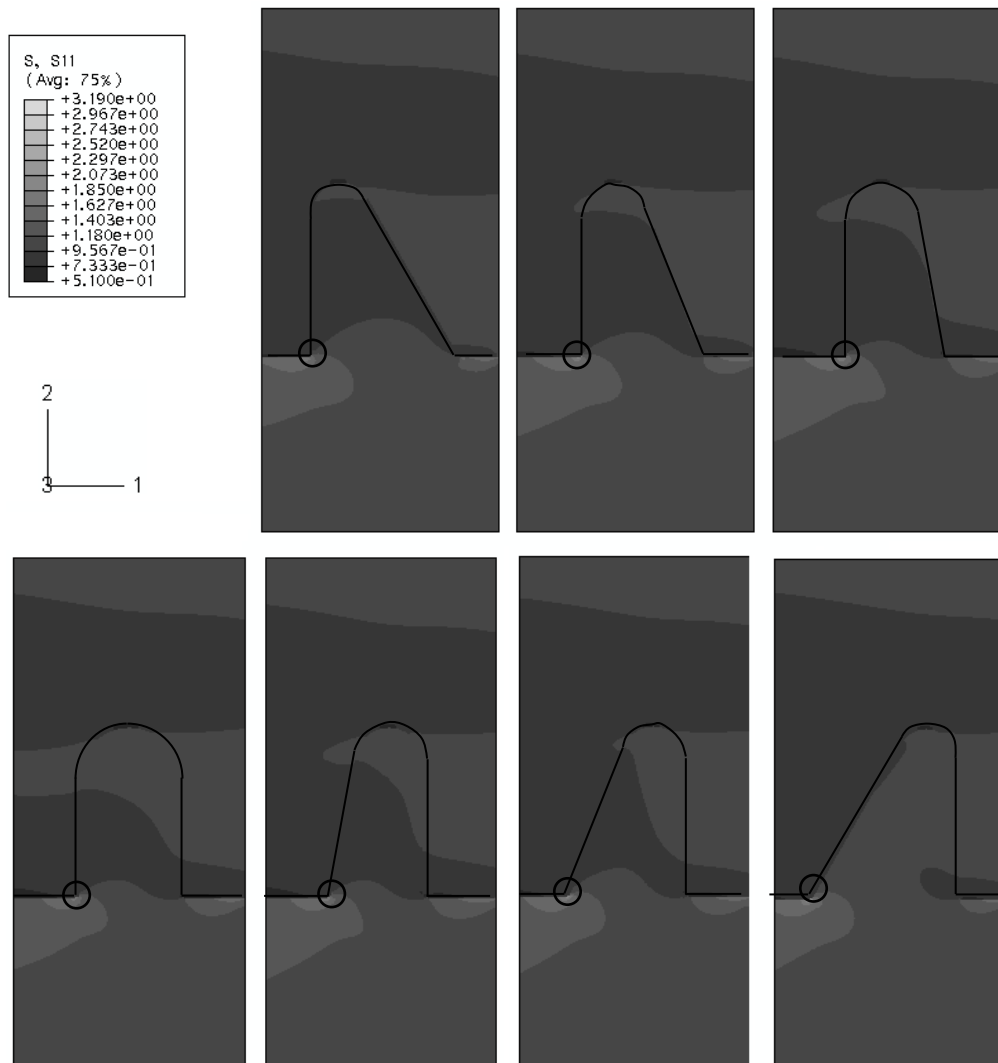 S, S11
(Avg: 75%)
+3.190e+00
+2.967e+00
+2.743e+00
+2.520e+00
+2.297e+00
+2.073e+00
+1.850e+00
+1.627e+00
+1.403e+00
+1.180e+00
+9.567e-01
+7.333e-01
+5.100e-01
2
3 1